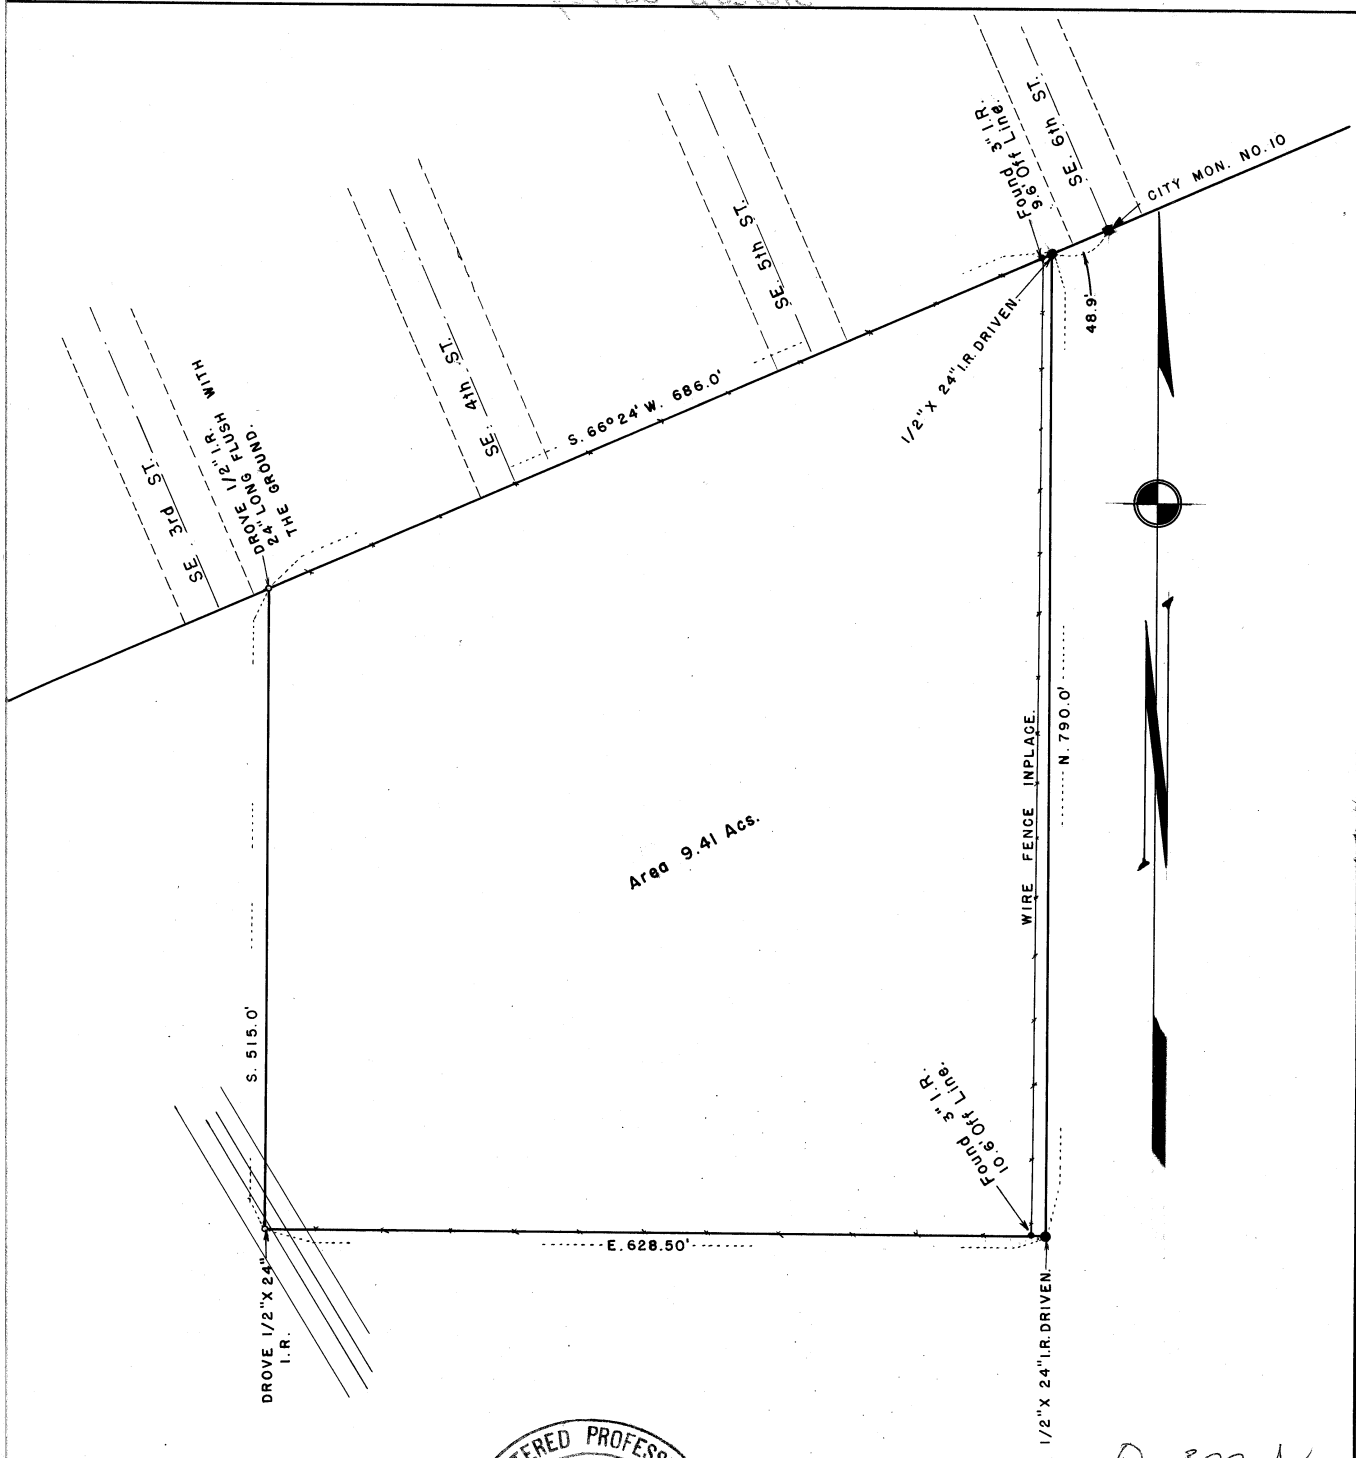 SE. 3rd ST.
DROVE 1/2" I.R.
24" LONG FLUSH WITH
THE GROUND.
SE. 4th ST.
SE. 5th ST.
Found 3" I.R.
9.6' Off Line.
SE. 6th ST.
CITY MON. NO. 10
S. 66° 24' W. 686.0'
1/2" X 24" I.R. DRIVEN.
48.9'
WIRE FENCE INPLACE.
N. 790.0'
Area 9.41 Acs.
S. 515.0'
Found 3" I.R.
10.6' Off Line.
E. 628.50'
DROVE 1/2" X 24"
I.R.
1/2" X 24" I.R. DRIVEN.
PROFESS